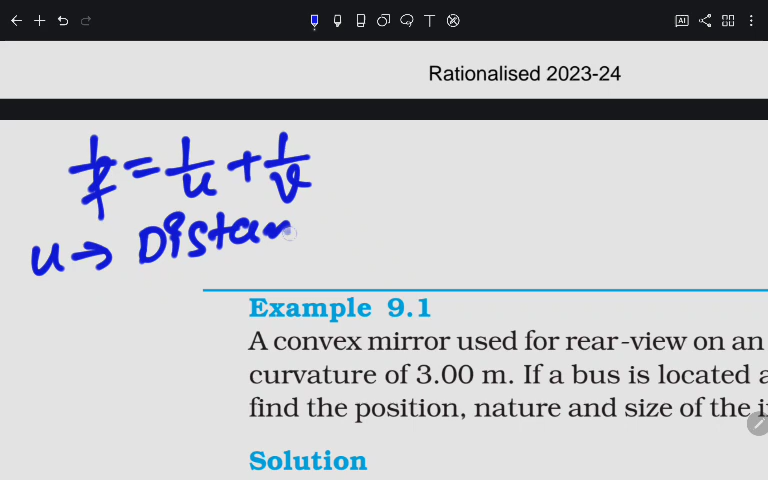 AI
Rationalised 2023-24
1/f = 1/u + 1/v
u → Distan
Example 9.1
A convex mirror used for rear-view on an
curvature of 3.00 m. If a bus is located a
find the position, nature and size of the i
Solution